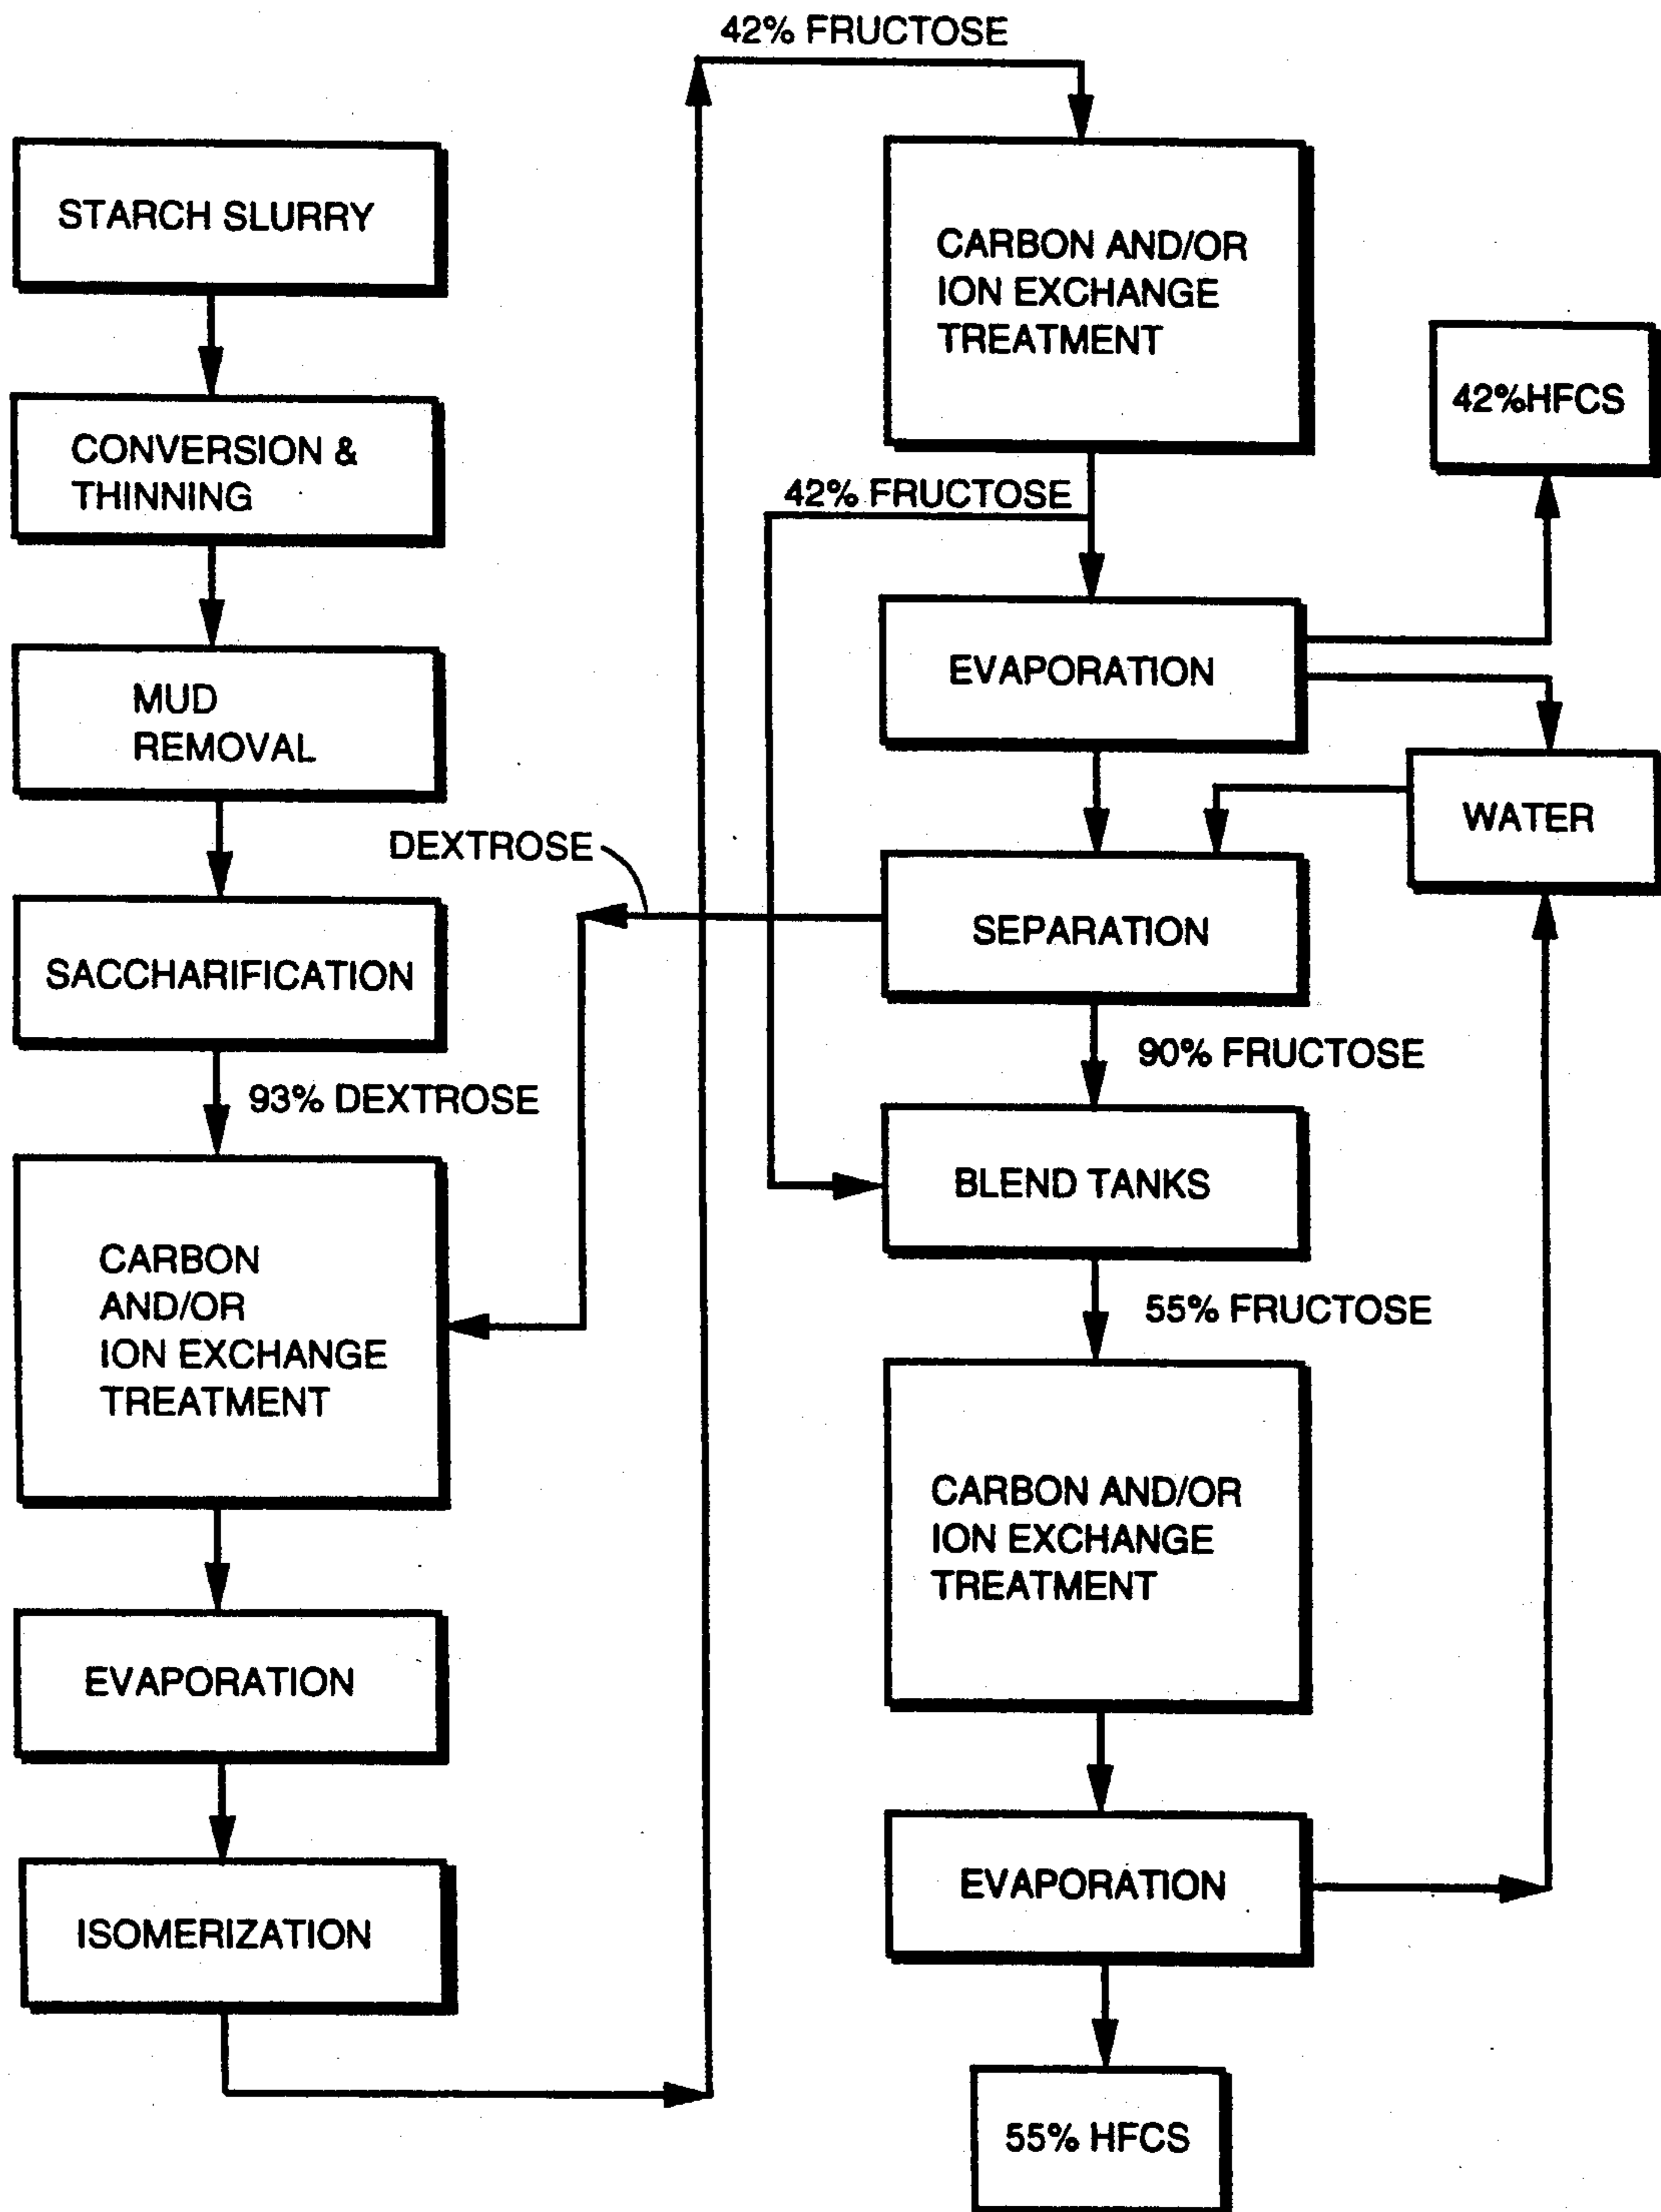 42% FRUCTOSE
STARCH SLURRY
CONVERSION &
THINNING
MUD
REMOVAL
DEXTROSE
SACCHARIFICATION
93% DEXTROSE
CARBON
AND/OR
ION EXCHANGE
TREATMENT
EVAPORATION
ISOMERIZATION
CARBON AND/OR
ION EXCHANGE
TREATMENT
42%HFCS
42% FRUCTOSE
EVAPORATION
WATER
SEPARATION
90% FRUCTOSE
BLEND TANKS
55% FRUCTOSE
CARBON AND/OR
ION EXCHANGE
TREATMENT
EVAPORATION
55% HFCS